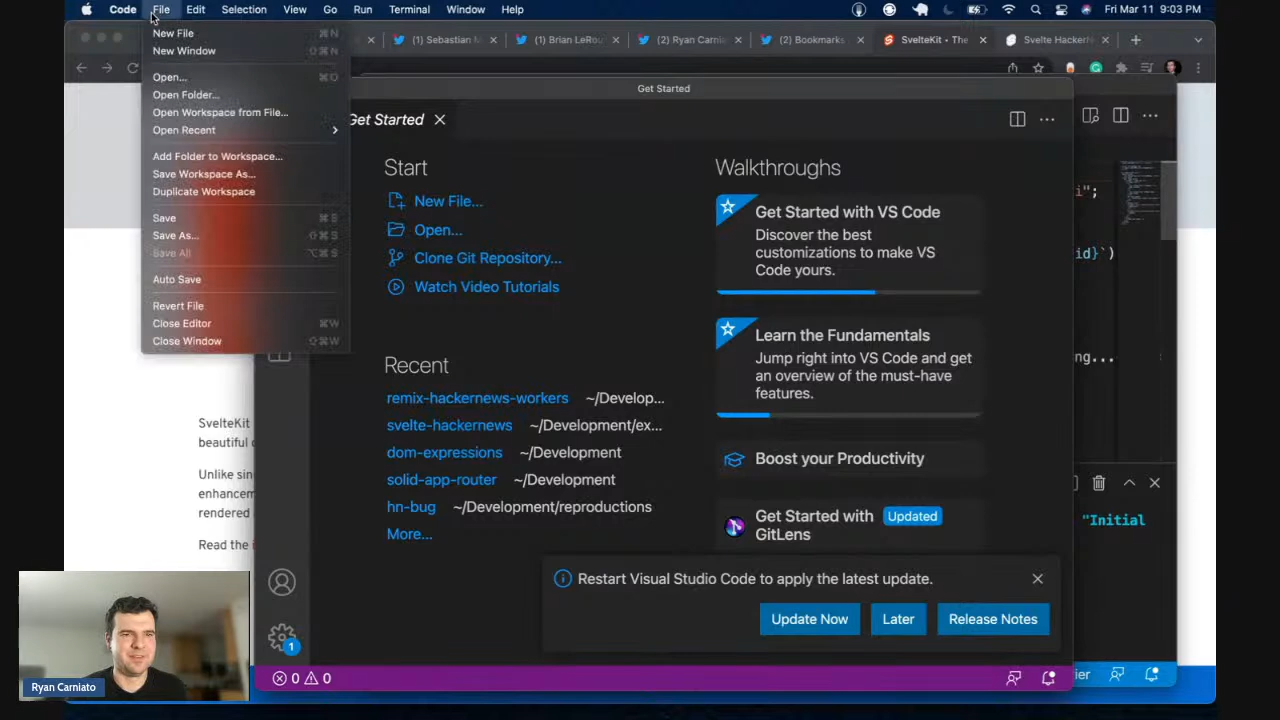 Code File Edit Selection View Go Run Terminal Window Help Fri Mar 11 9:03 PM
(1) Sebastian M
(1) Brian LeRou
(2) Ryan Carnia
(2) Bookmarks
SvelteKit • The
Svelte HackerN
New File ⌘N
New Window ⇧⌘N
Open... ⌘O
Open Folder...
Open Workspace from File...
Open Recent
Add Folder to Workspace...
Save Workspace As...
Duplicate Workspace
Save ⌘S
Save As... ⇧⌘S
Save All ⌥⌘S
Auto Save
Revert File
Close Editor ⌘W
Close Window ⇧⌘W
Get Started
Get Started
Start
New File...
Open...
Clone Git Repository...
Watch Video Tutorials
Recent
remix-hackernews-workers ~/Develop...
svelte-hackernews ~/Development/ex...
dom-expressions ~/Development
solid-app-router ~/Development
hn-bug ~/Development/reproductions
More...
Walkthroughs
Get Started with VS Code
Discover the best
customizations to make VS
Code yours.
Learn the Fundamentals
Jump right into VS Code and get
an overview of the must-have
features.
Boost your Productivity
Get Started with Updated
GitLens
Restart Visual Studio Code to apply the latest update.
Update Now Later Release Notes
1
0 0
i";
id}`)
ng...
"Initial
ier
SvelteKit
beautiful
Unlike
enhancem
rendered
Read the
Ryan Carniato